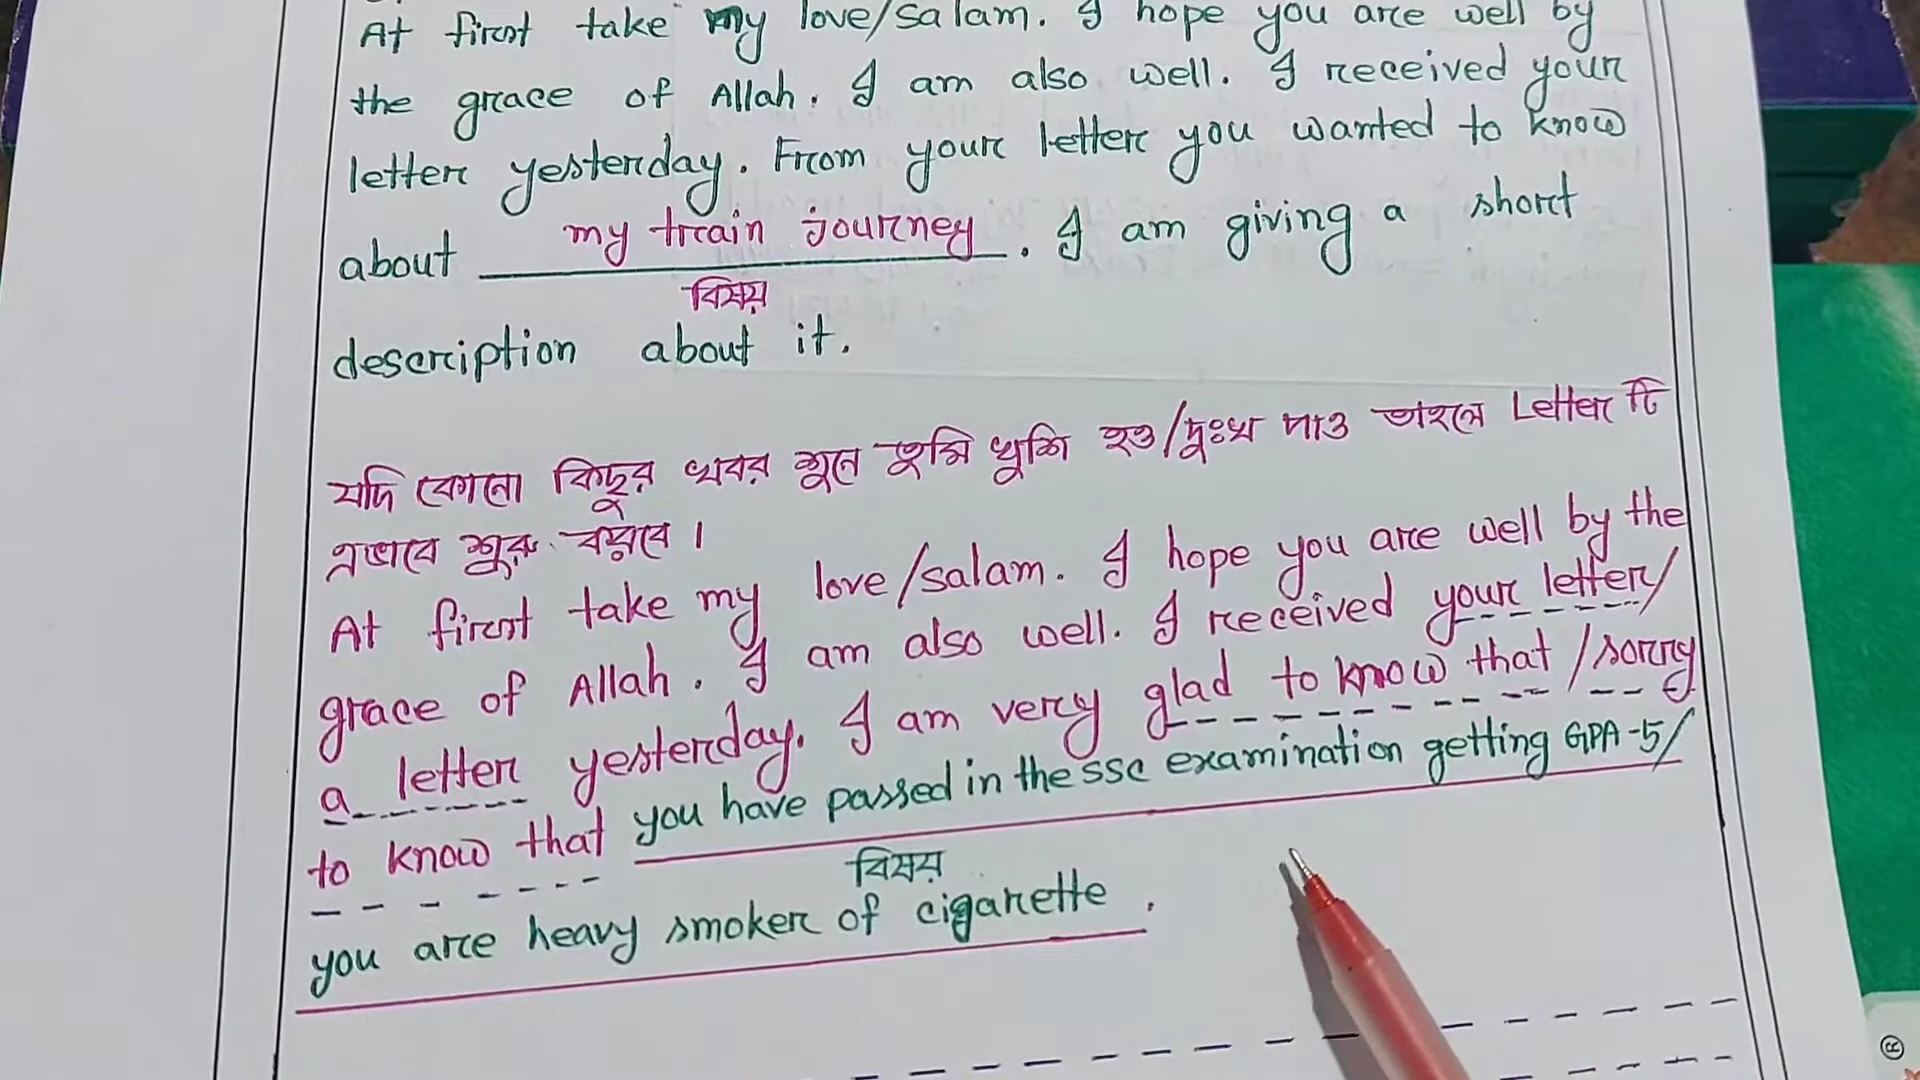 At first take my love/salam. I hope you are well by
the grace of Allah. I am also well. I received your
letter yesterday. From your letter you wanted to know
about my train journey. I am giving a short
বিষয়
description about it.
যদি কোনো কিছুর খবর শুনে তুমি খুশি হও/দুঃখ পাও তাহলে Letter টি
এভাবে শুরু করবে।
At first take my love/salam. I hope you are well by the
grace of Allah. I am also well. I received your letter/
a letter yesterday. I am very glad to know that/sorry
to know that you have passed in the SSC examination getting GPA-5/
বিষয়
you are heavy smoker of cigarette.
®